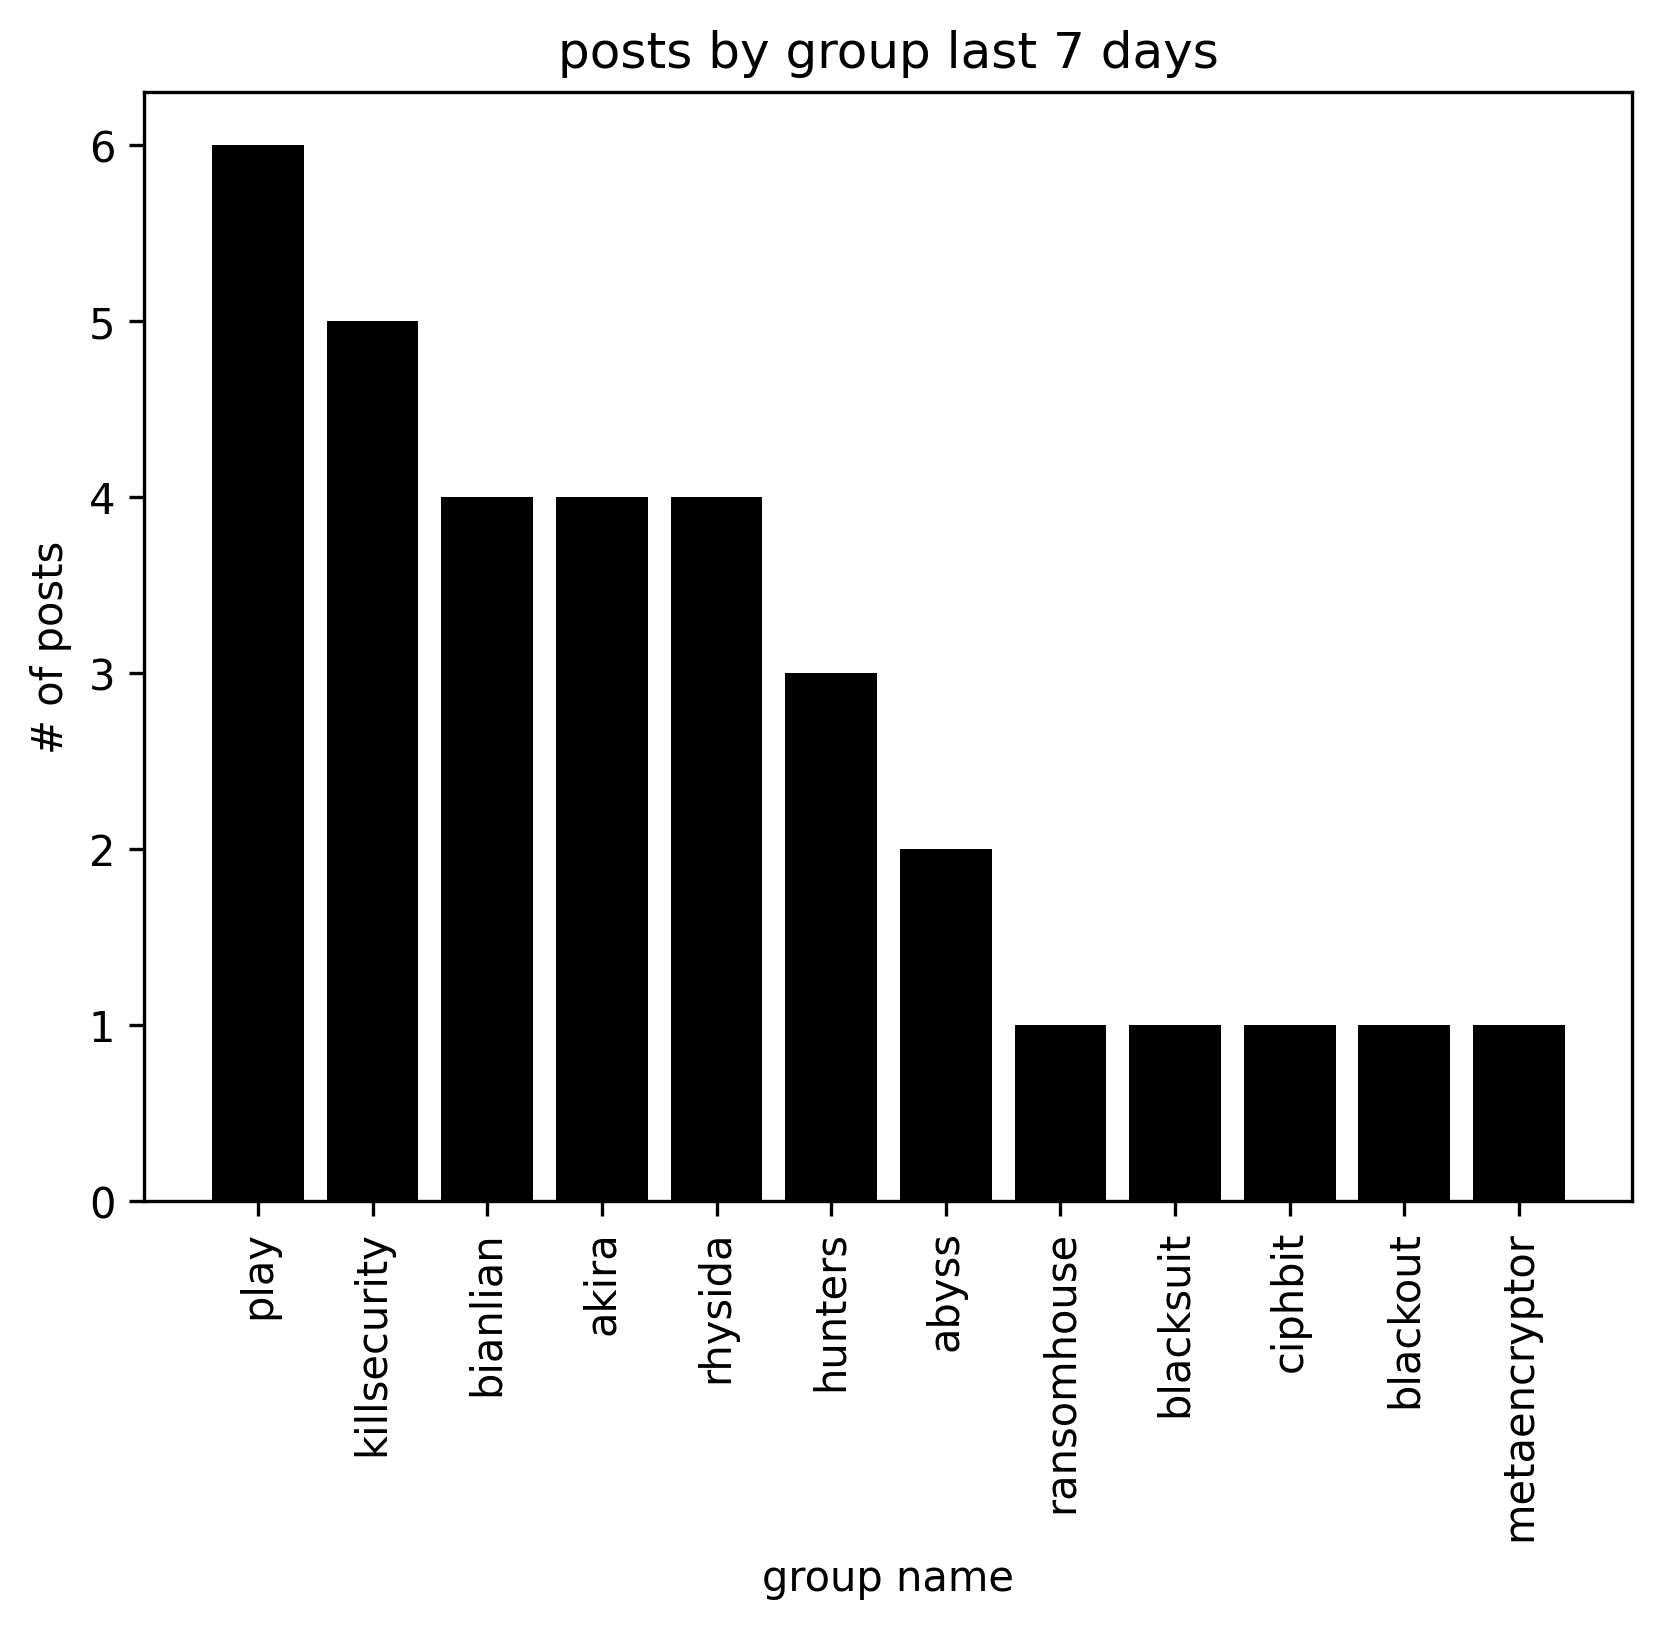 posts by group last 7 days
6
5
4
3
2
1
0
# of posts
play
killsecurity
bianlian
akira
rhysida
hunters
abyss
ransomhouse
blacksuit
ciphbit
blackout
metaencryptor
group name